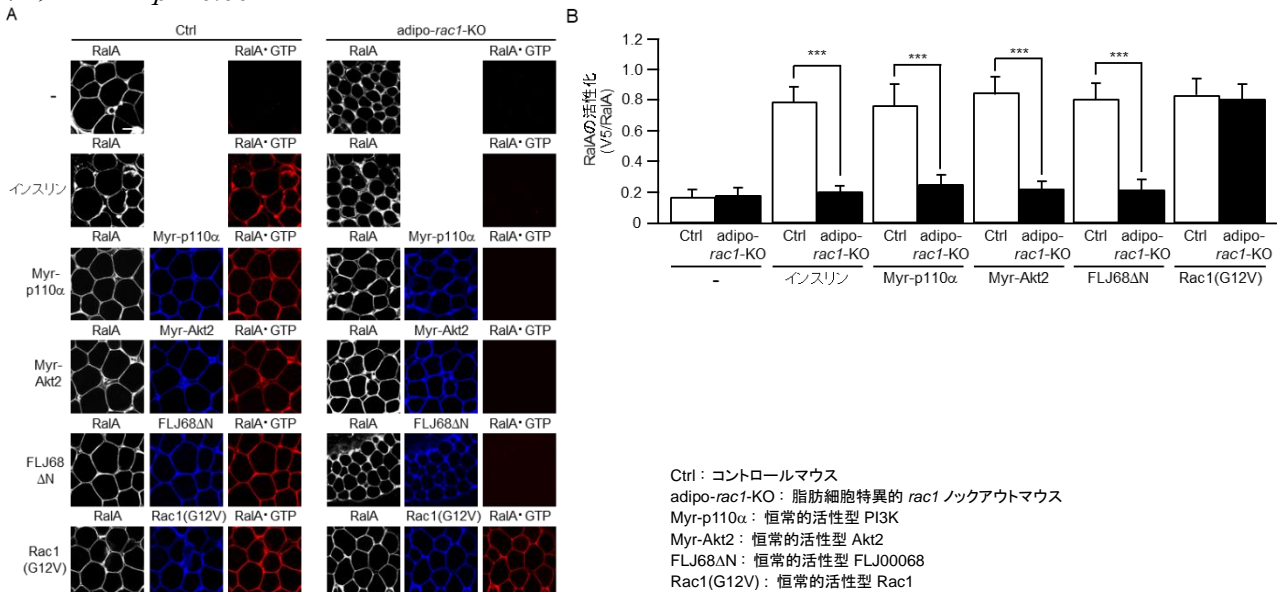 A
Ctrl
adipo-rac1-KO
RalA RalA・GTP RalA RalA・GTP
-
RalA RalA・GTP RalA RalA・GTP
インスリン
RalA Myr-p110α RalA・GTP RalA Myr-p110α RalA・GTP
Myr-
p110α
RalA Myr-Akt2 RalA・GTP RalA Myr-Akt2 RalA・GTP
Myr-
Akt2
RalA FLJ68ΔN RalA・GTP RalA FLJ68ΔN RalA・GTP
FLJ68
ΔN
RalA Rac1(G12V) RalA・GTP RalA Rac1(G12V) RalA・GTP
Rac1
(G12V)
B
RalAの活性化
(V5/RalA)
1.2
1.0
0.8
0.6
0.4
0.2
0
*** *** *** ***
Ctrl adipo- Ctrl adipo- Ctrl adipo- Ctrl adipo- Ctrl adipo- Ctrl adipo-
rac1-KO rac1-KO rac1-KO rac1-KO rac1-KO rac1-KO
- インスリン Myr-p110α Myr-Akt2 FLJ68ΔN Rac1(G12V)
Ctrl： コントロールマウス
adipo-rac1-KO： 脂肪細胞特異的 rac1 ノックアウトマウス
Myr-p110α： 恒常的活性型 PI3K
Myr-Akt2： 恒常的活性型 Akt2
FLJ68ΔN： 恒常的活性型 FLJ00068
Rac1(G12V)： 恒常的活性型 Rac1